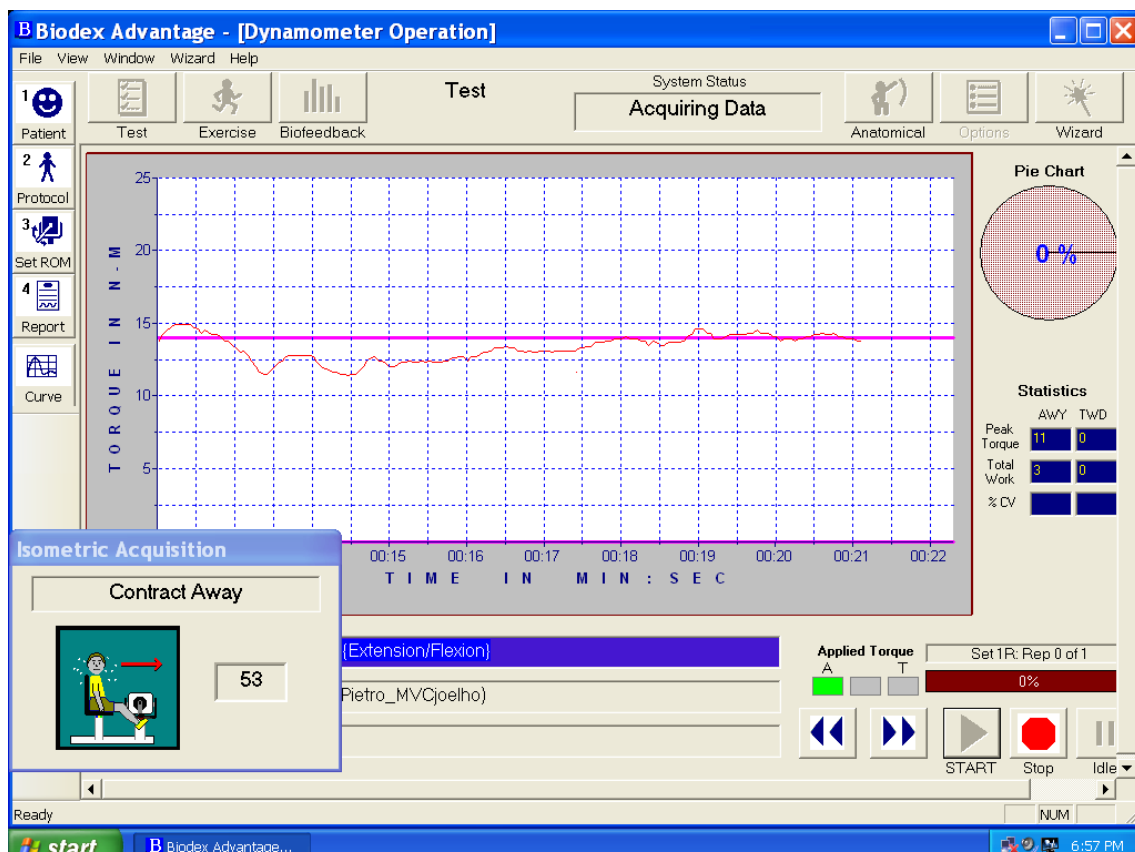 B Biodex Advantage - [Dynamometer Operation]
File View Window Wizard Help
Test
System Status
Acquiring Data
Test Exercise Biofeedback
Anatomical Options Wizard
1
Patient
2
Protocol
3
Set ROM
4
Report
Curve
TORQUE IN N-M
25
20
15
10
5
00:15 00:16 00:17 00:18 00:19 00:20 00:21 00:22
TIME IN MIN:SEC
Pie Chart
0 %
Statistics
AWY TWD
Peak Torque 11 0
Total Work 3 0
% CV
Isometric Acquisition
Contract Away
53
{Extension/Flexion}
Pietro_MVCjoelho)
Applied Torque
A T
Set 1R: Rep 0 of 1
0%
START Stop Idle
Ready
NUM
start
B Biodex Advantage...
6:57 PM